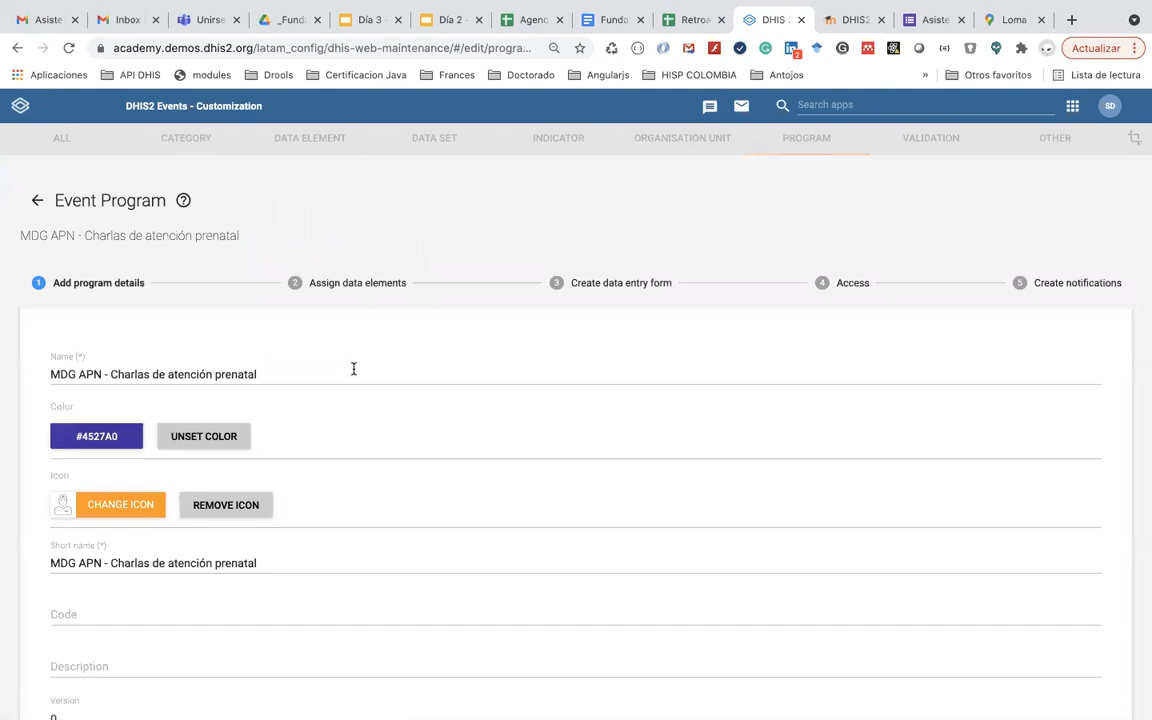 Asiste
Inbox
Unirse
_Fund
Día 3 -
Día 2 -
Agenc
Funda
Retroa
DHIS 2
DHIS2
Asiste
Loma
academy.demos.dhis2.org/latam_config/dhis-web-maintenance/#/edit/progra...
2
Actualizar
Aplicaciones
API DHIS
modules
Drools
Certificacion Java
Frances
Doctorado
Angularjs
HISP COLOMBIA
Antojos
»
Otros favoritos
Lista de lectura
DHIS2 Events - Customization
Search apps
SD
ALL
CATEGORY
DATA ELEMENT
DATA SET
INDICATOR
ORGANISATION UNIT
PROGRAM
VALIDATION
OTHER
Event Program
MDG APN - Charlas de atención prenatal
1 Add program details
2 Assign data elements
3 Create data entry form
4 Access
5 Create notifications
Name (*)
MDG APN - Charlas de atención prenatal
Color
#4527A0
UNSET COLOR
Icon
CHANGE ICON
REMOVE ICON
Short name (*)
MDG APN - Charlas de atención prenatal
Code
Description
Version
0